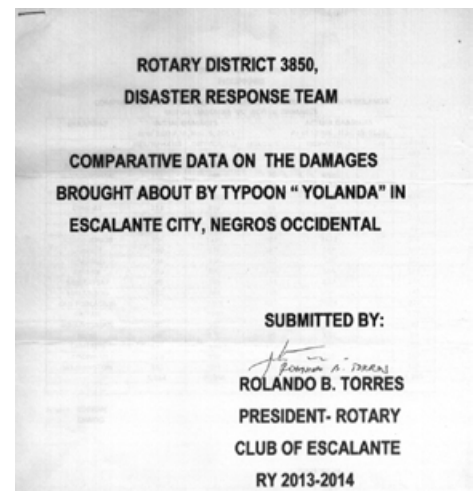 ROTARY DISTRICT 3850,
DISASTER RESPONSE TEAM
COMPARATIVE DATA ON THE DAMAGES
BROUGHT ABOUT BY TYPOON “ YOLANDA” IN
ESCALANTE CITY, NEGROS OCCIDENTAL
SUBMITTED BY:
ROLANDO B. TORRES
PRESIDENT- ROTARY
CLUB OF ESCALANTE
RY 2013-2014